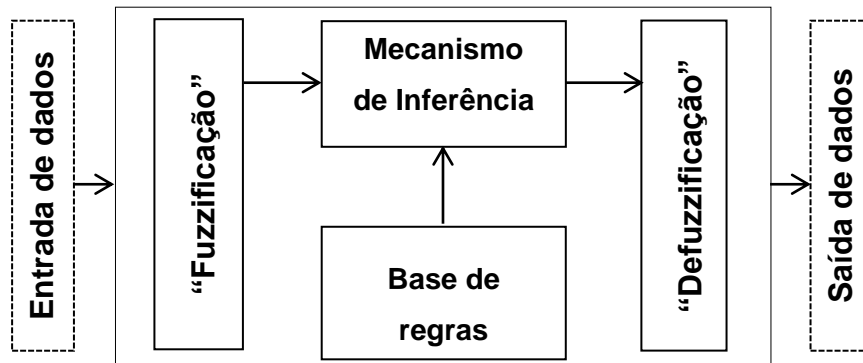 Entrada de dados
“Fuzzificação”
Mecanismo
de Inferência
Base de
regras
“Defuzzificação”
Saída de dados